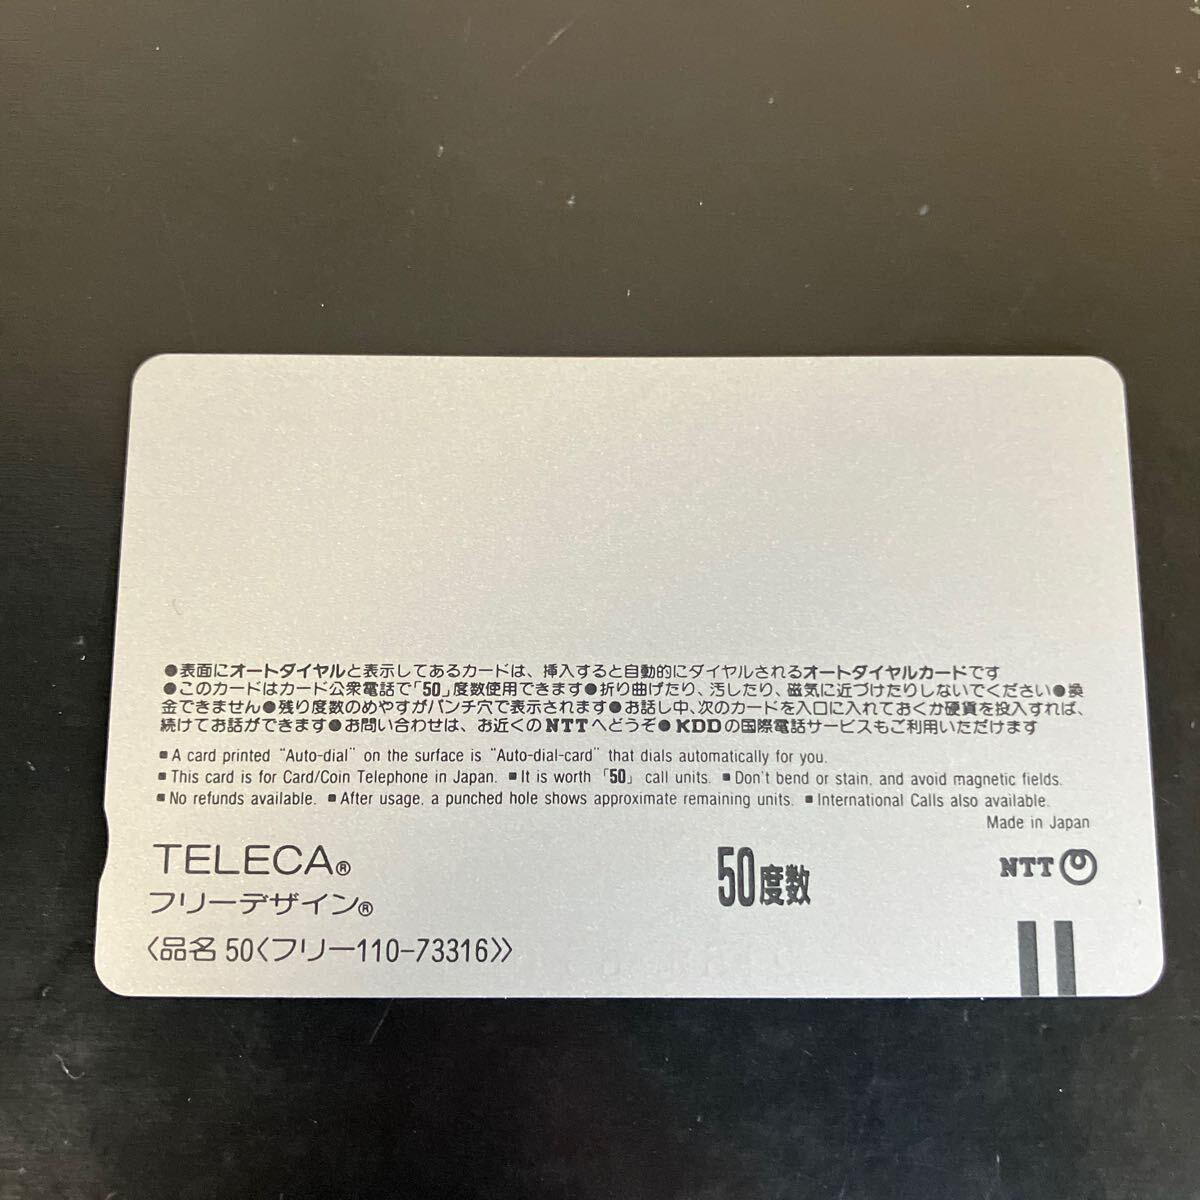 ●表面にオートダイヤルと表示してあるカードは、挿入すると自動的にダイヤルされるオートダイヤルカードです
●このカードはカード公衆電話で「50」度数使用できます●折り曲げたり、汚したり、磁気に近づけたりしないでください●換
金できません●残り度数のめやすがパンチ穴で表示されます●お話し中、次のカードを入口に入れておくか硬貨を投入すれば、
続けてお話ができます●お問い合わせは、お近くのNTTへどうぞ●KDDの国際電話サービスもご利用いただけます
■A card printed "Auto-dial" on the surface is "Auto-dial-card" that dials automatically for you.
■This card is for Card/Coin Telephone in Japan. ■It is worth 「50」 call units. ■Don't bend or stain, and avoid magnetic fields.
■No refunds available. ■After usage, a punched hole shows approximate remaining units. ■International Calls also available.
Made in Japan
TELECA®
50度数
NTT
フリーデザイン®
〈品名 50〈フリー110-73316〉〉